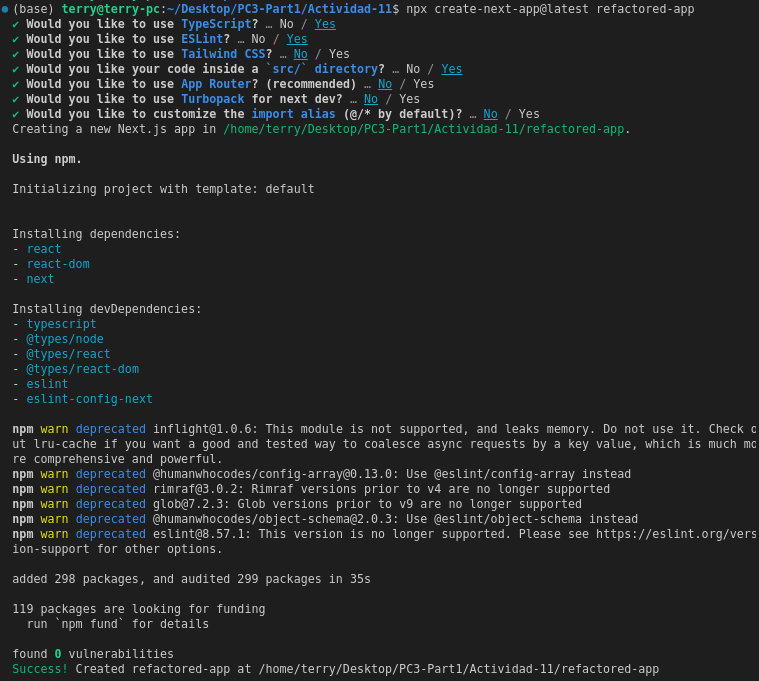 (base) terry@terry-pc:~/Desktop/PC3-Part1/Actividad-11$ npx create-next-app@latest refactored-app
✔ Would you like to use TypeScript? … No / Yes
✔ Would you like to use ESLint? … No / Yes
✔ Would you like to use Tailwind CSS? … No / Yes
✔ Would you like your code inside a `src/` directory? … No / Yes
✔ Would you like to use App Router? (recommended) … No / Yes
✔ Would you like to use Turbopack for next dev? … No / Yes
✔ Would you like to customize the import alias (@/* by default)? … No / Yes
Creating a new Next.js app in /home/terry/Desktop/PC3-Part1/Actividad-11/refactored-app.
Using npm.
Initializing project with template: default
Installing dependencies:
- react
- react-dom
- next
Installing devDependencies:
- typescript
- @types/node
- @types/react
- @types/react-dom
- eslint
- eslint-config-next
npm warn deprecated inflight@1.0.6: This module is not supported, and leaks memory. Do not use it. Check o
ut lru-cache if you want a good and tested way to coalesce async requests by a key value, which is much mo
re comprehensive and powerful.
npm warn deprecated @humanwhocodes/config-array@0.13.0: Use @eslint/config-array instead
npm warn deprecated rimraf@3.0.2: Rimraf versions prior to v4 are no longer supported
npm warn deprecated glob@7.2.3: Glob versions prior to v9 are no longer supported
npm warn deprecated @humanwhocodes/object-schema@2.0.3: Use @eslint/object-schema instead
npm warn deprecated eslint@8.57.1: This version is no longer supported. Please see https://eslint.org/vers
ion-support for other options.
added 298 packages, and audited 299 packages in 35s
119 packages are looking for funding
  run `npm fund` for details
found 0 vulnerabilities
Success! Created refactored-app at /home/terry/Desktop/PC3-Part1/Actividad-11/refactored-app